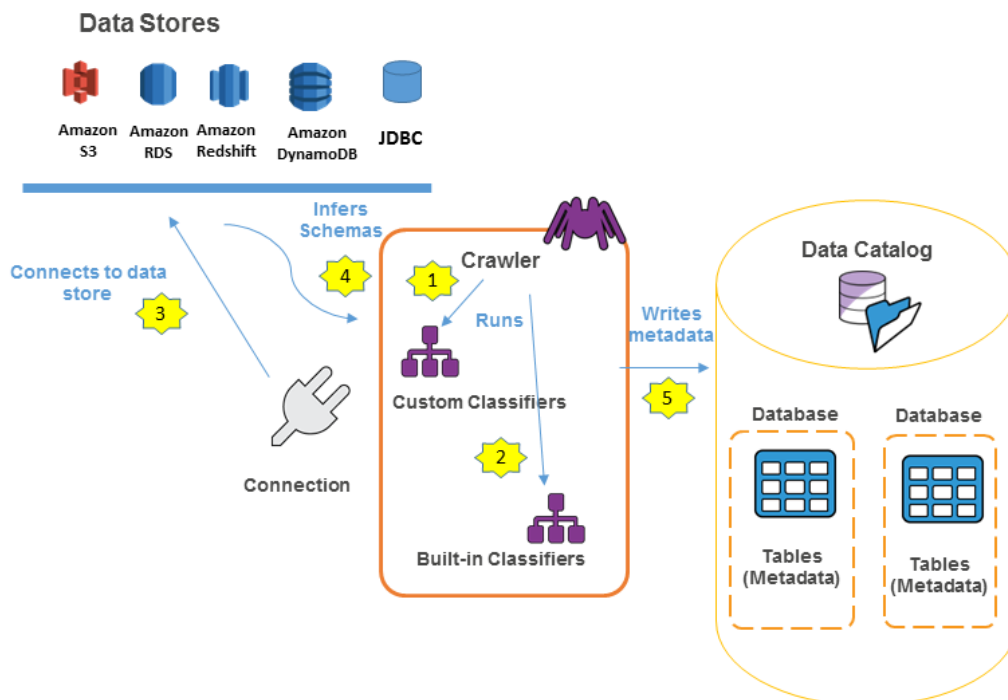 Data Stores
Amazon
S3
Amazon
RDS
Amazon
Redshift
Amazon
DynamoDB
JDBC
Infers
Schemas
4
Connects to data
store
3
Connection
1
Crawler
Runs
Custom Classifiers
2
Built-in Classifiers
Writes
metadata
5
Data Catalog
Database
Tables
(Metadata)
Database
Tables
(Metadata)